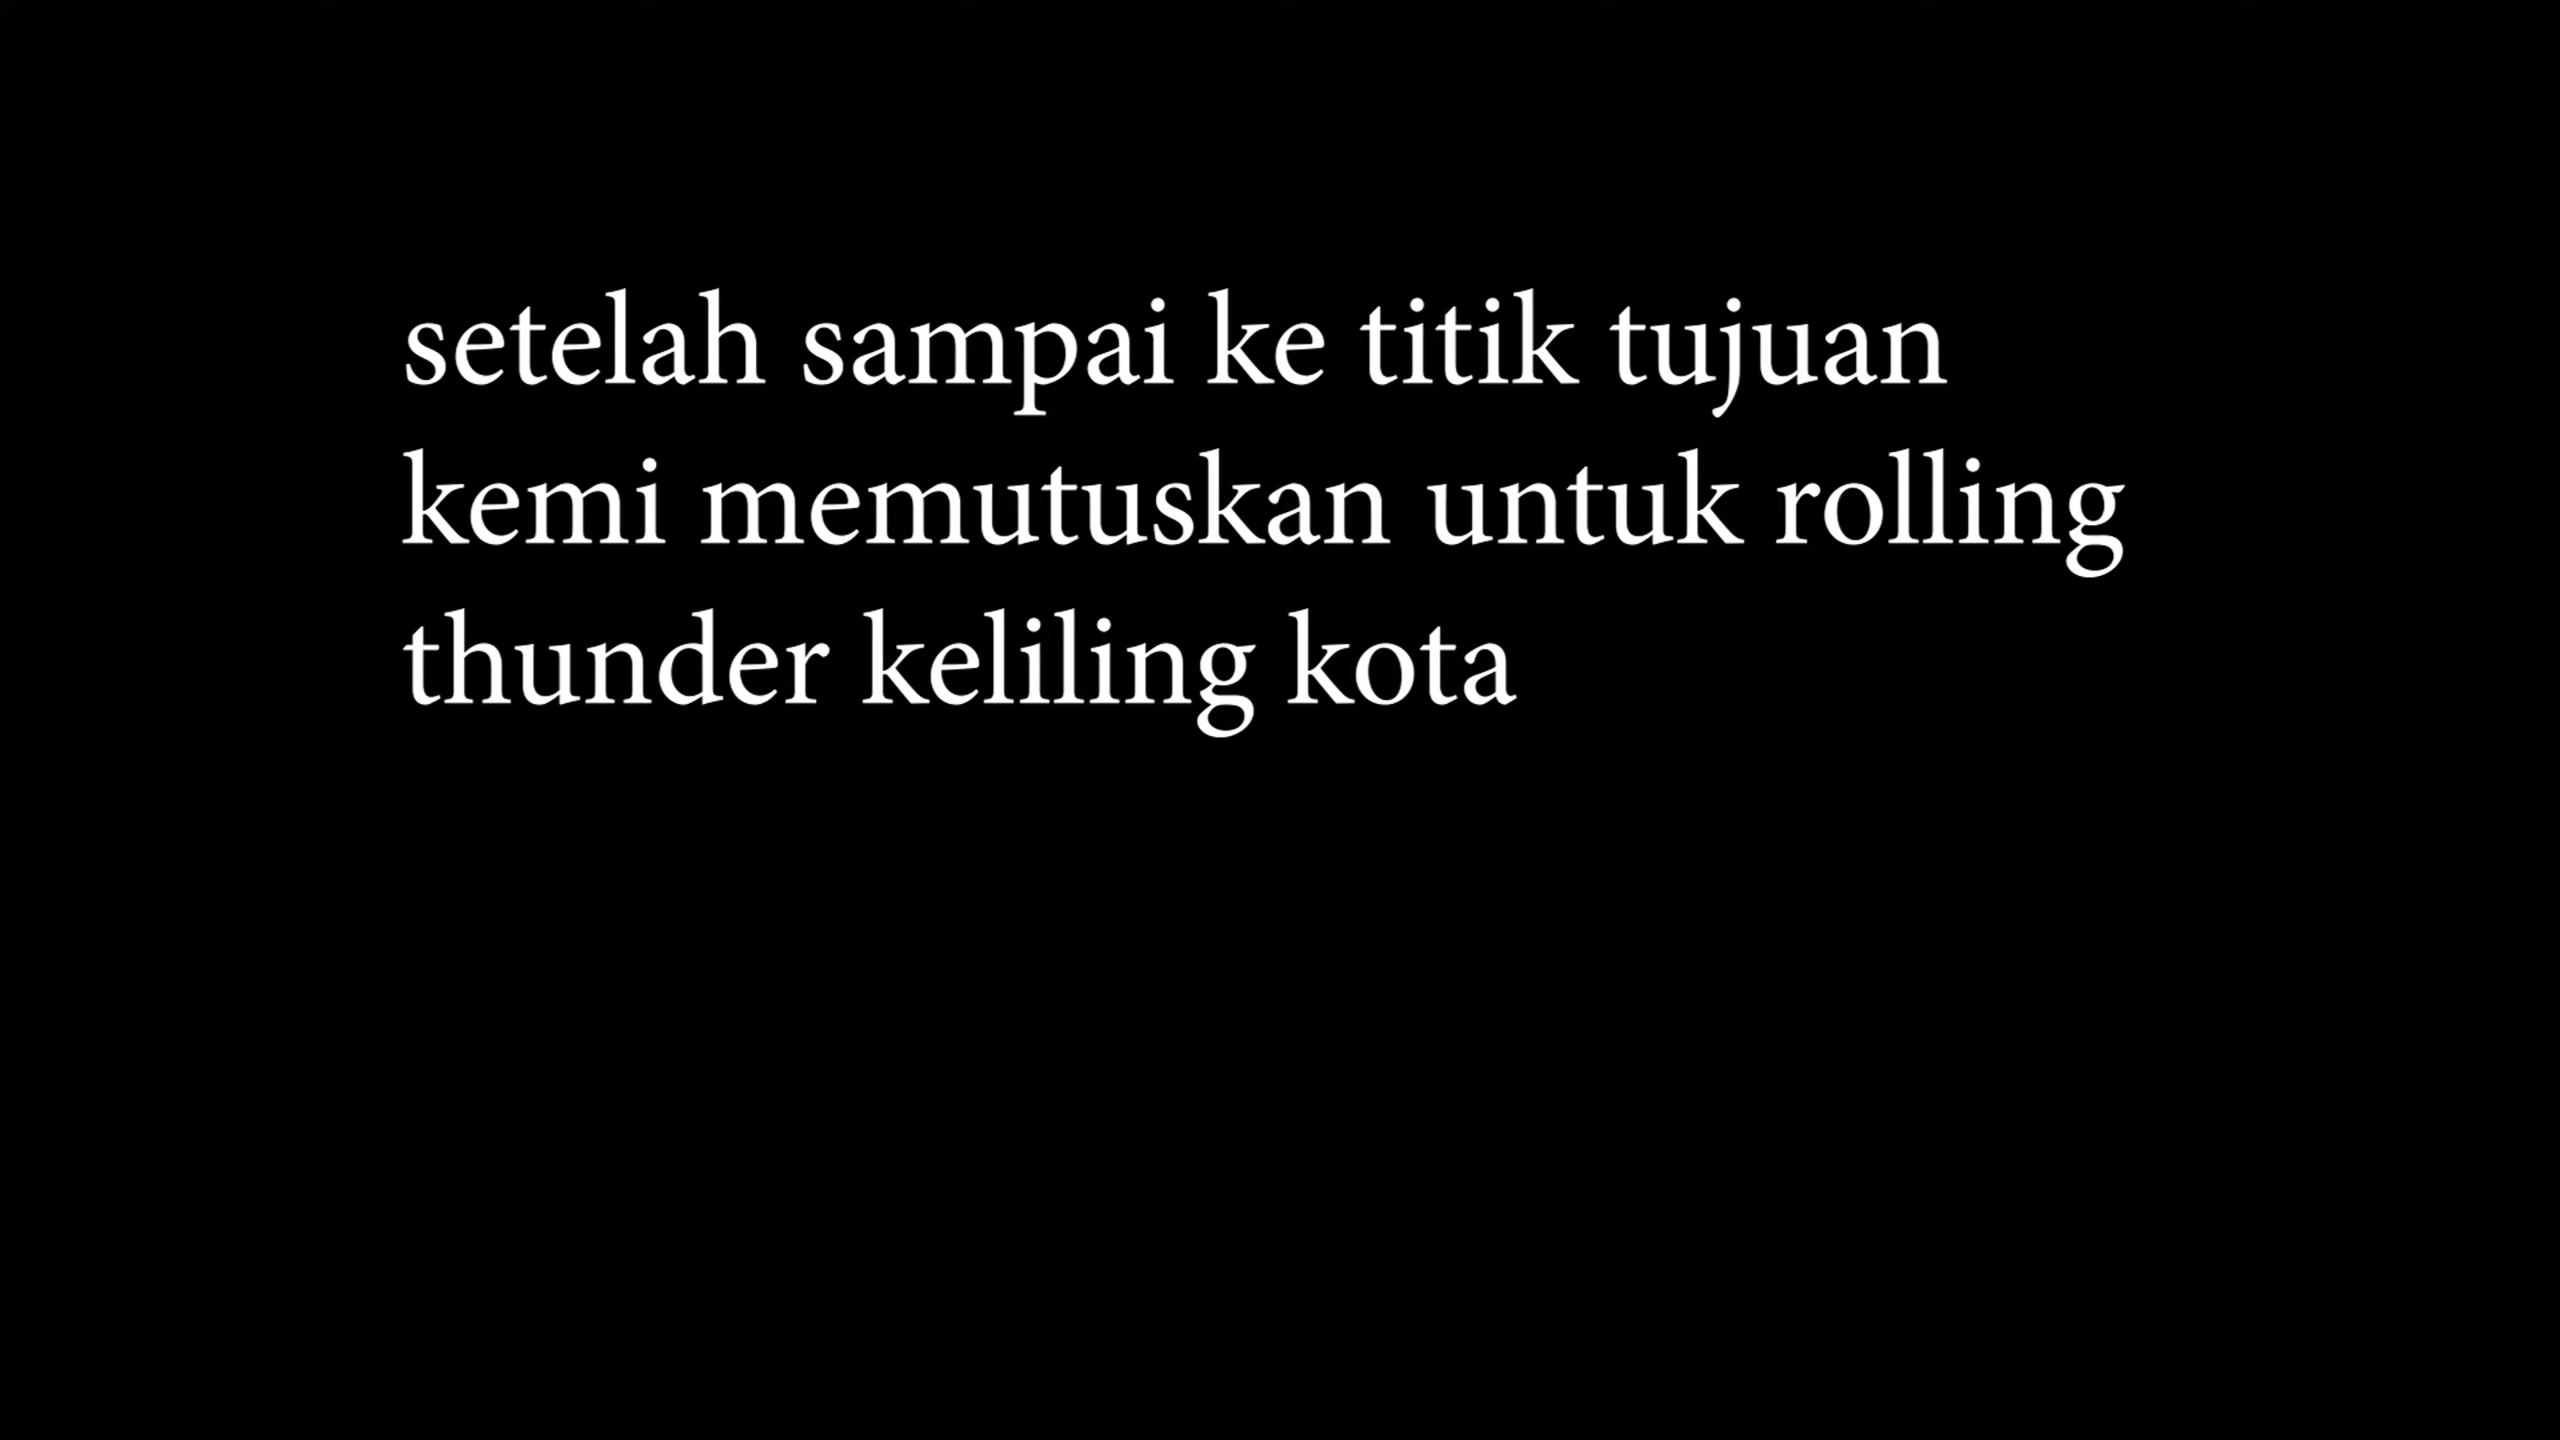 setelah sampai ke titik tujuan
kemi memutuskan untuk rolling
thunder keliling kota